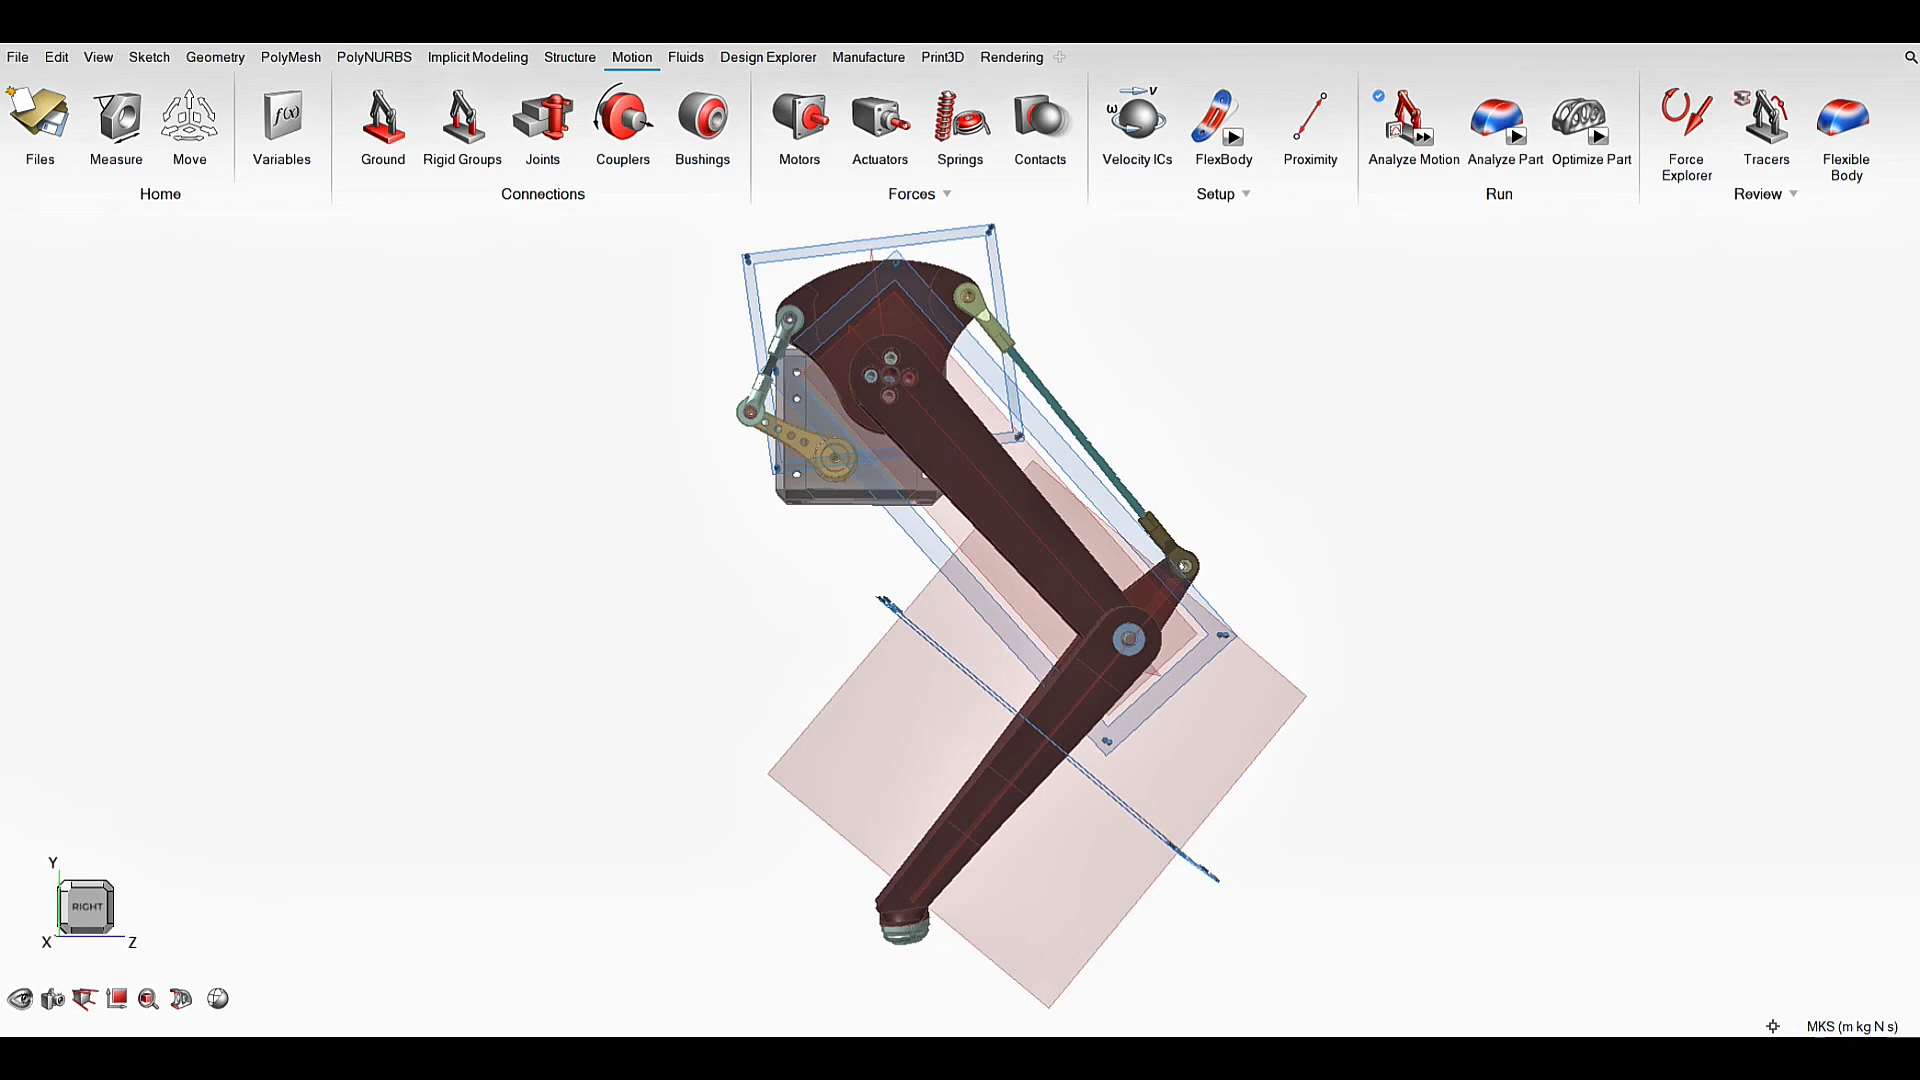 File Edit View Sketch Geometry PolyMesh PolyNURBS Implicit Modeling Structure Motion Fluids Design Explorer Manufacture Print3D Rendering
f(x) ω v
Files Measure Move Variables Ground Rigid Groups Joints Couplers Bushings Motors Actuators Springs Contacts Velocity ICs FlexBody Proximity Analyze Motion Analyze Part Optimize Part Force Explorer Tracers Flexible Body
Home Connections Forces Setup Run Review
Y
RIGHT
X Z
MKS (m kg N s)